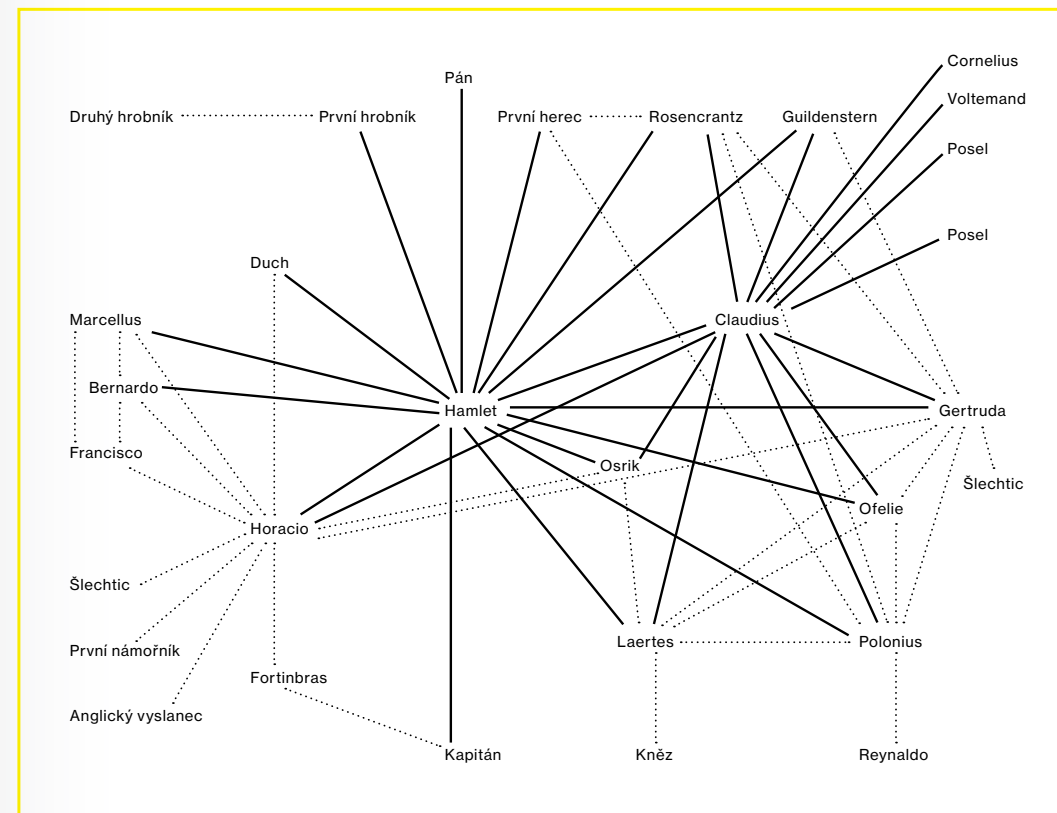 Cornelius
Pán
Voltemand
Druhý hrobník
První hrobník
První herec
Rosencrantz
Guildenstern
Posel
Posel
Duch
Marcellus
Claudius
Bernardo
Hamlet
Gertruda
Francisco
Osrik
Šlechtic
Ofelie
Horacio
Šlechtic
Laertes
Polonius
První námořník
Fortinbras
Anglický vyslanec
Kapitán
Kněz
Reynaldo